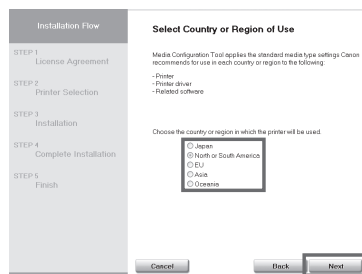 Installation Flow
STEP 1
License Agreement
STEP 2
Printer Selection
STEP 3
Installation
STEP 4
Complete Installation
STEP 5
Finish
Select Country or Region of Use
Media Configuration Tool applies the standard media type settings Canon
recommends for use in each country or region to the following:
- Printer
- Printer driver
- Related software
Choose the country or region in which the printer will be used.
Japan
North or South America
EU
Asia
Oceania
Cancel
Back
Next